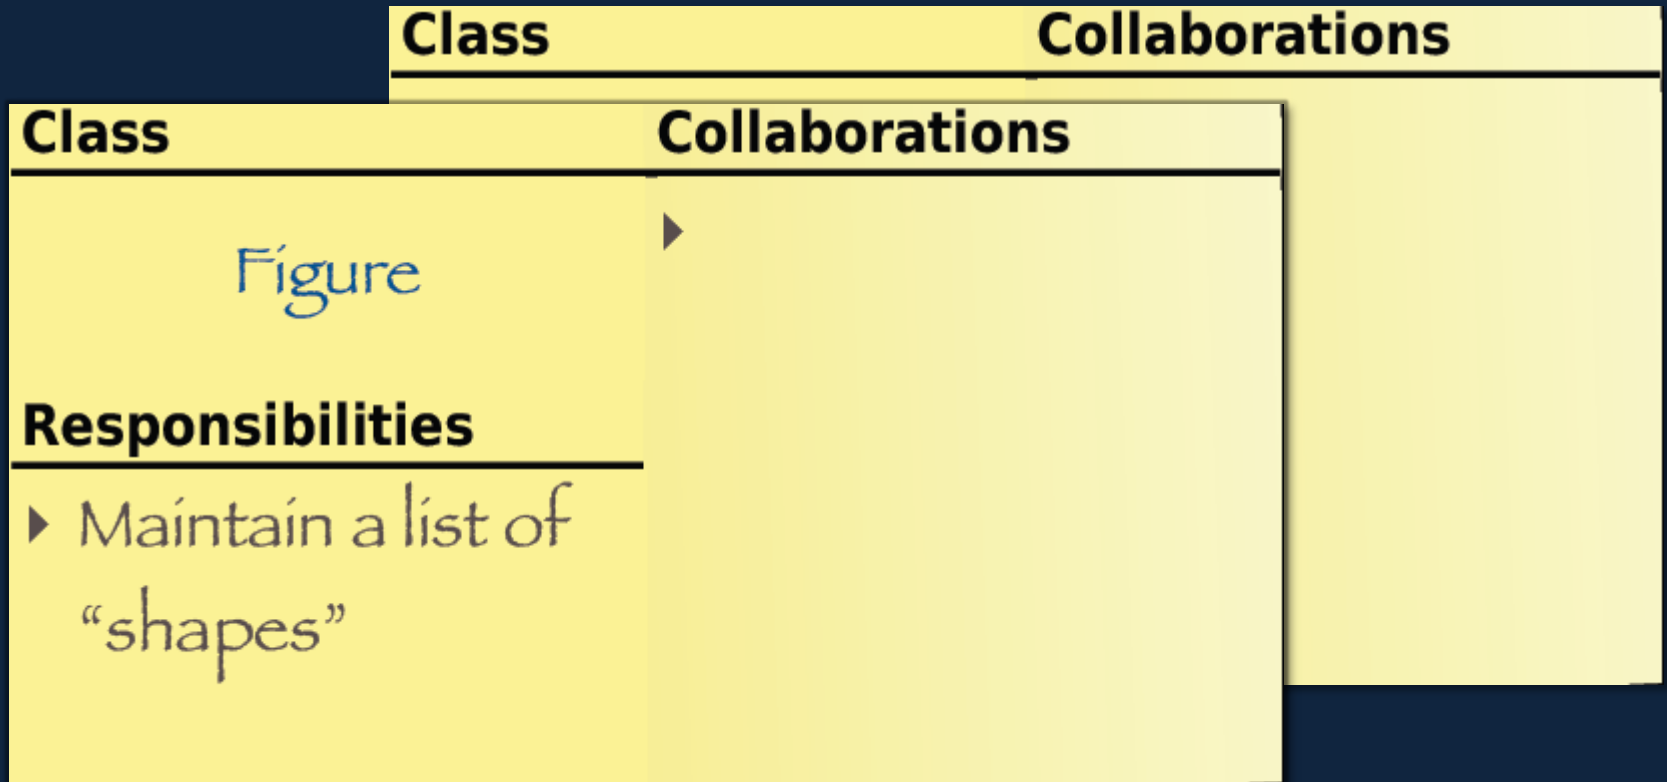 Class Collaborations
Class Collaborations
Figure
Responsibilities
Maintain a list of
“shapes”